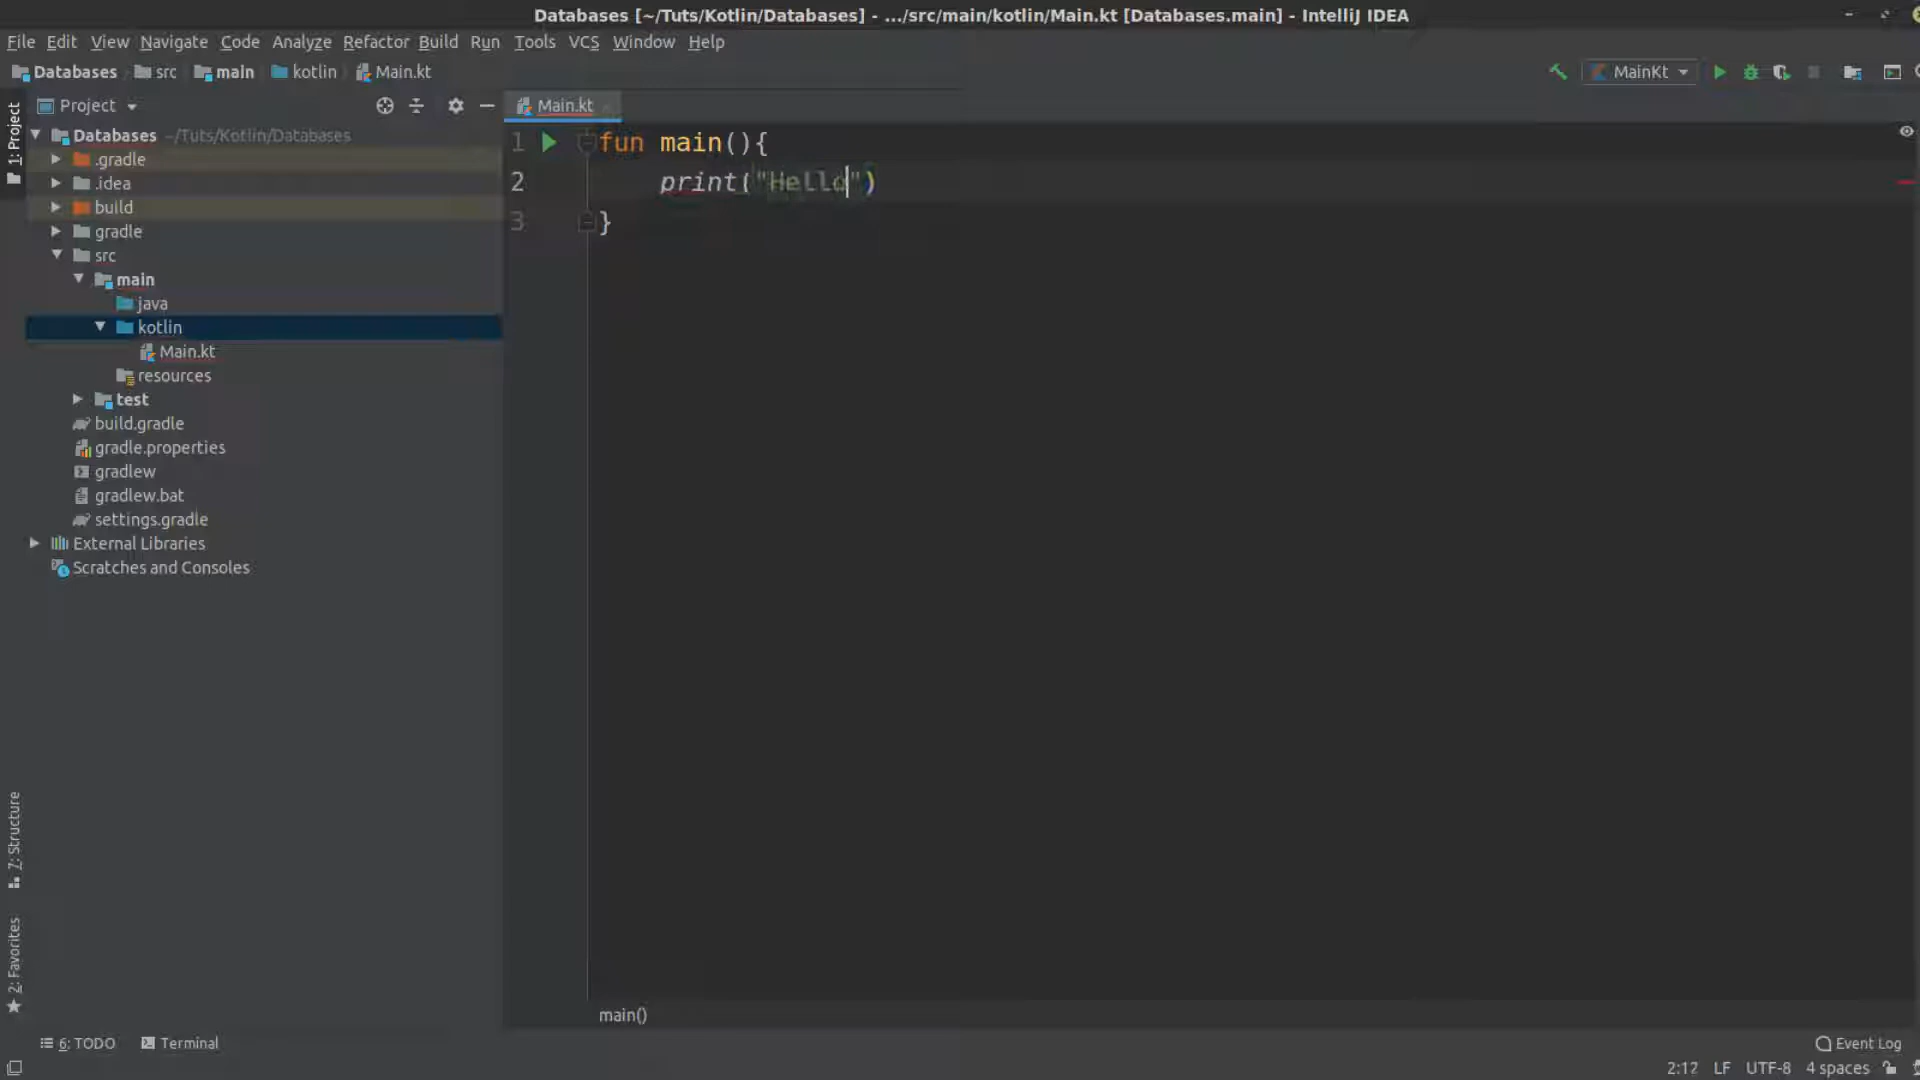 Databases [~/Tuts/Kotlin/Databases] - .../src/main/kotlin/Main.kt [Databases.main] - IntelliJ IDEA
File Edit View Navigate Code Analyze Refactor Build Run Tools VCS Window Help
Databases src main kotlin Main.kt MainKt
1: Project
Project
Main.kt
Databases ~/Tuts/Kotlin/Databases
.gradle
.idea
build
gradle
src
main
java
kotlin
Main.kt
resources
test
build.gradle
gradle.properties
gradlew
gradlew.bat
settings.gradle
External Libraries
Scratches and Consoles
1 fun main(){
2 print("Hello")
3 }
7: Structure
2: Favorites
main()
6: TODO Terminal Event Log
2:17 LF UTF-8 4 spaces